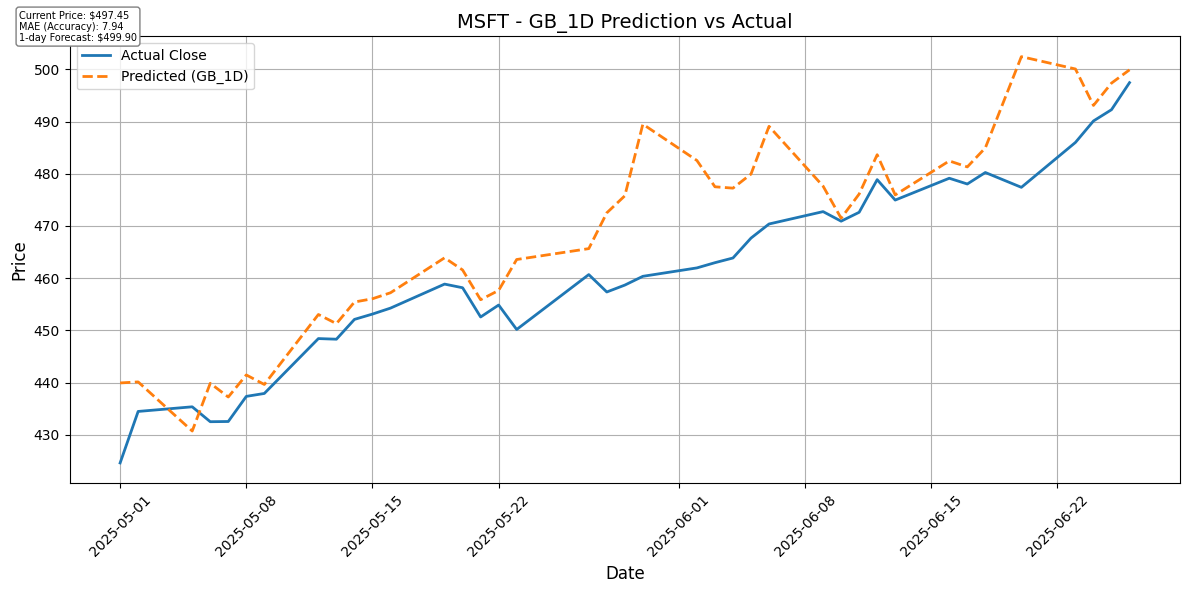 MSFT - GB_1D Prediction vs Actual
Current Price: $497.45
MAE (Accuracy): 7.94
1-day Forecast: $499.90
Actual Close
Predicted (GB_1D)
Price
500
490
480
470
460
450
440
430
2025-05-01
2025-05-08
2025-05-15
2025-05-22
2025-06-01
2025-06-08
2025-06-15
2025-06-22
Date